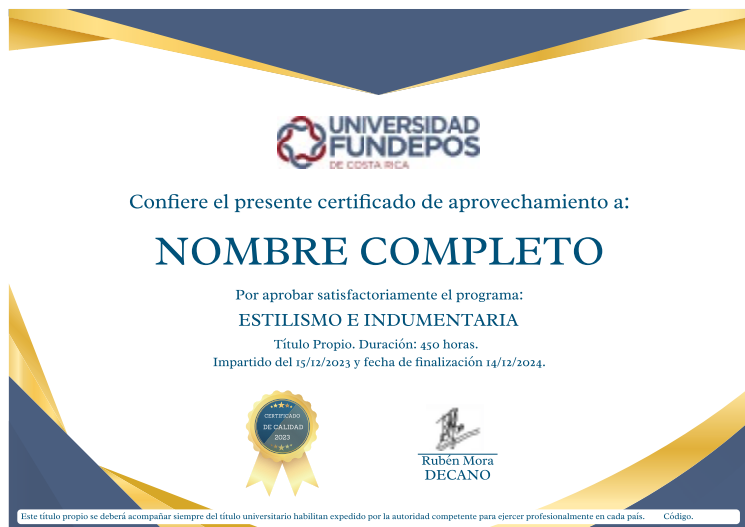 UNIVERSIDAD
FUNDEPOS
DE COSTA RICA
Confiere el presente certificado de aprovechamiento a:
NOMBRE COMPLETO
Por aprobar satisfactoriamente el programa:
ESTILISMO E INDUMENTARIA
Título Propio. Duración: 450 horas.
Impartido del 15/12/2023 y fecha de finalización 14/12/2024.
CERTIFICADO
DE CALIDAD
2023
Rubén Mora
DECANO
Este título propio se deberá acompañar siempre del título universitario habilitan expedido por la autoridad competente para ejercer profesionalmente en cada país. Código.